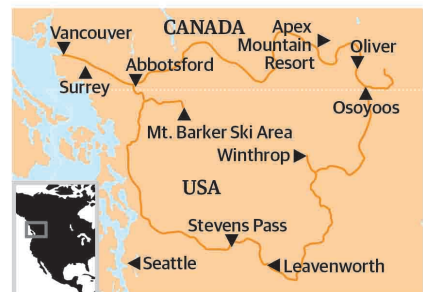 Vancouver
CANADA
Apex
Mountain
Resort
Oliver
Surrey
Abbotsford
Osoyoos
Mt. Barker Ski Area
Winthrop
USA
Stevens Pass
Seattle
Leavenworth